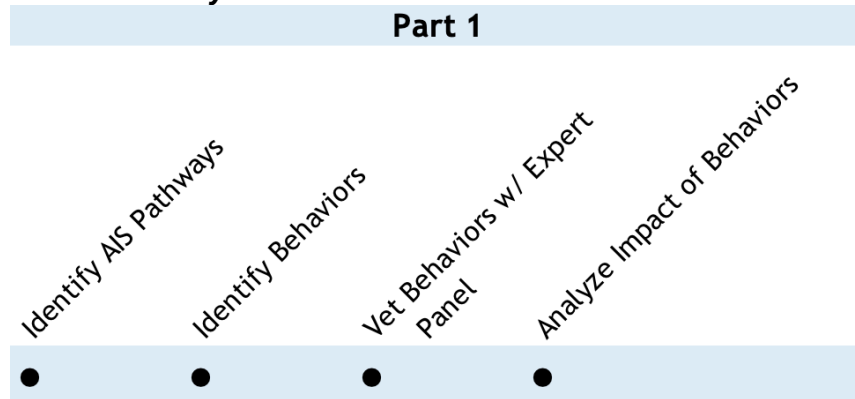 Part 1
Identify AIS Pathways
Identify Behaviors
Vet Behaviors w/ Expert
Panel
Analyze Impact of Behaviors